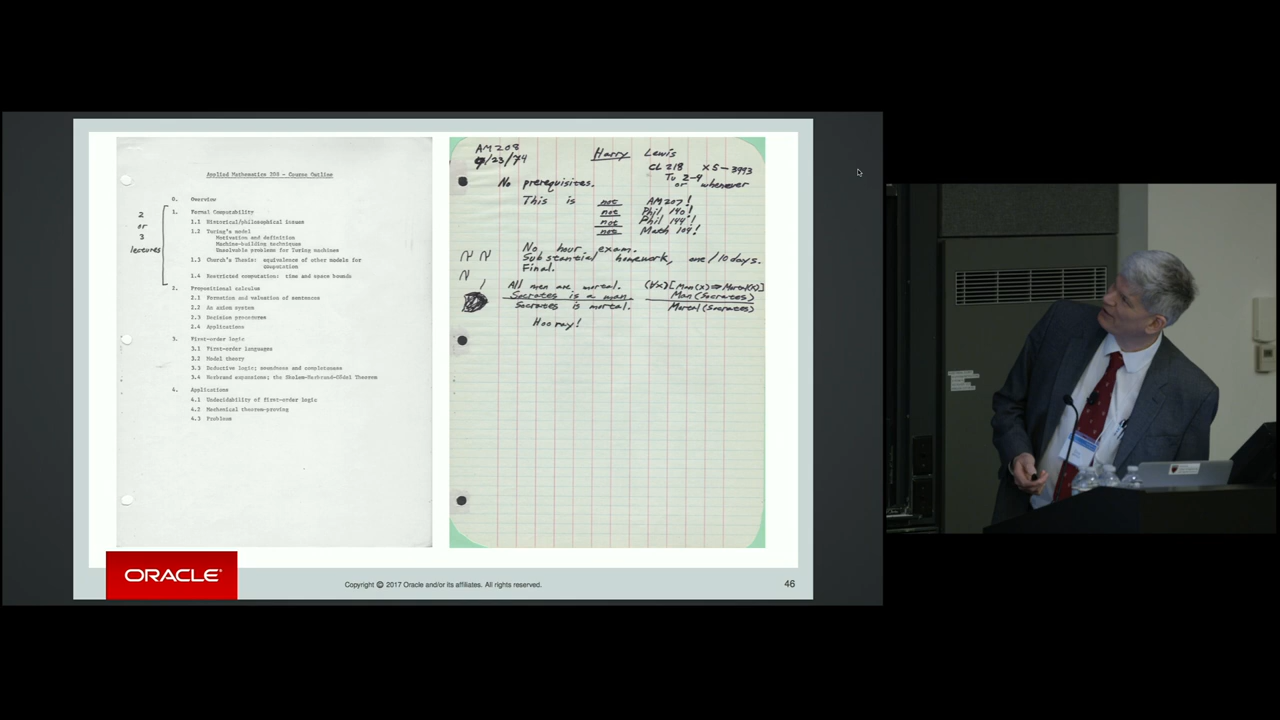 Applied Mathematics 208 - Course Outline
0. Overview
2
or
3
lectures
1. Formal Computability
1.1 Historical/philosophical issues
1.2 Turing's model
Motivation and definition
Machine-building techniques
Unsolvable problems for Turing machines
1.3 Church's Thesis: equivalence of other models for
computation
1.4 Restricted computation: time and space bounds
2. Propositional calculus
2.1 Formation and valuation of sentences
2.2 An axiom system
2.3 Decision procedures
2.4 Applications
3. First-order logic
3.1 First-order languages
3.2 Model theory
3.3 Deductive logic; soundness and completeness
3.4 Herbrand expansions; the Skolem-Herbrand-Gödel Theorem
4. Applications
4.1 Undecidability of first-order logic
4.2 Mechanical theorem-proving
4.3 Problems
AM 208
9/23/74
Harry Lewis
CL 218 X5-3993
Tu 2-4
or whenever
No prerequisites.
This is not AM 207!
not Phil 140!
not Phil 144!
not Math 109!
No hour exam.
Substantial homework, one/10 days.
Final.
All men are mortal. (∀x)[Man(x) ⇒ Mortal(x)]
Socrates is a man. Man(Socrates)
Socrates is mortal. Mortal(Socrates)
Hooray!
ORACLE
Copyright © 2017 Oracle and/or its affiliates. All rights reserved.
46